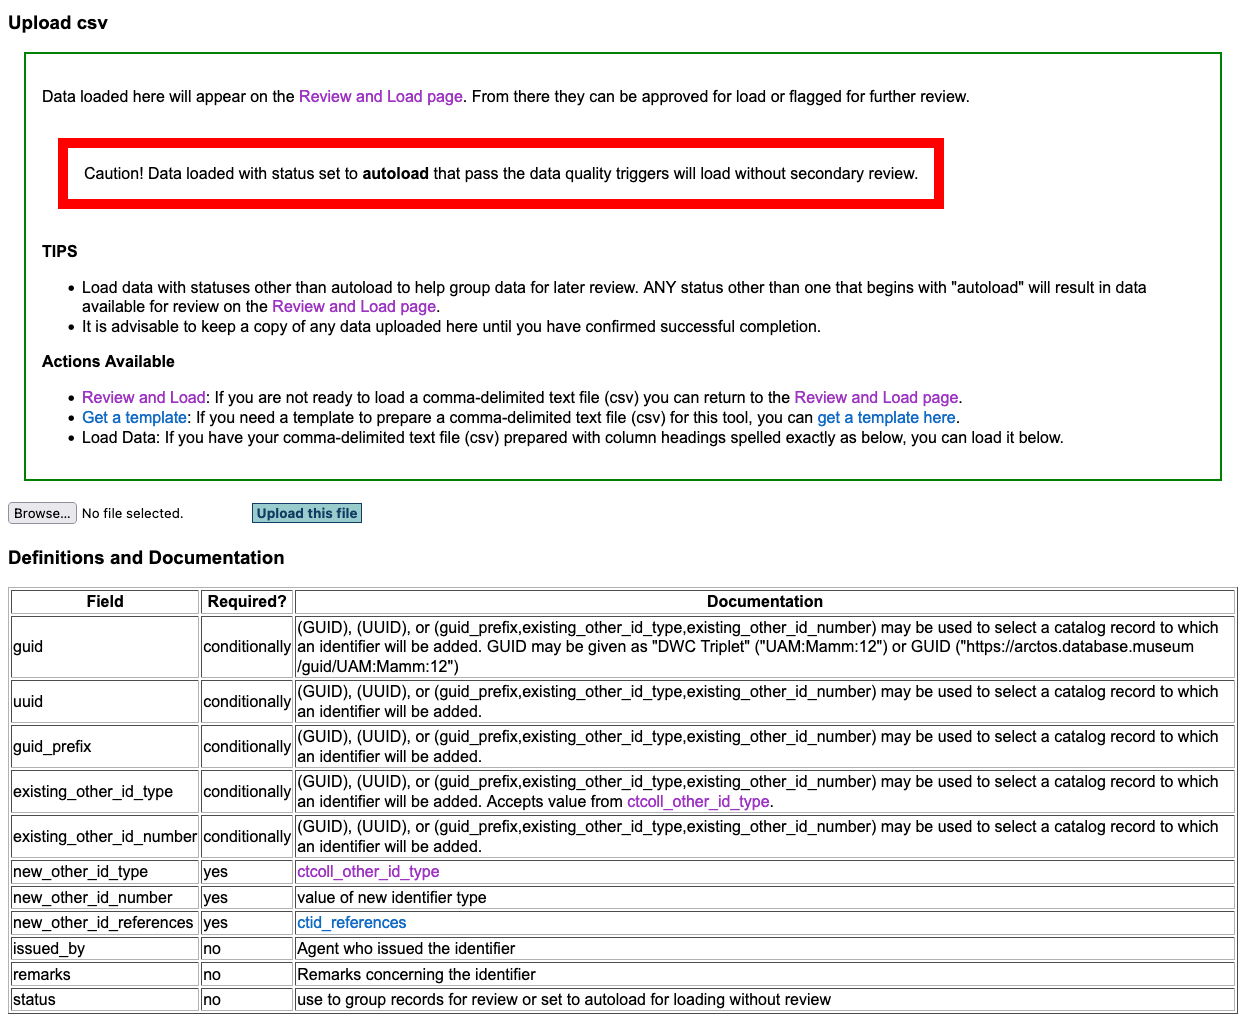 Upload csv
Data loaded here will appear on the Review and Load page. From there they can be approved for load or flagged for further review.
Caution! Data loaded with status set to autoload that pass the data quality triggers will load without secondary review.
TIPS
• Load data with statuses other than autoload to help group data for later review. ANY status other than one that begins with "autoload" will result in data
available for review on the Review and Load page.
• It is advisable to keep a copy of any data uploaded here until you have confirmed successful completion.
Actions Available
• Review and Load: If you are not ready to load a comma-delimited text file (csv) you can return to the Review and Load page.
• Get a template: If you need a template to prepare a comma-delimited text file (csv) for this tool, you can get a template here.
• Load Data: If you have your comma-delimited text file (csv) prepared with column headings spelled exactly as below, you can load it below.
Browse... No file selected. Upload this file
Definitions and Documentation
Field Required? Documentation
guid conditionally (GUID), (UUID), or (guid_prefix,existing_other_id_type,existing_other_id_number) may be used to select a catalog record to which
an identifier will be added. GUID may be given as "DWC Triplet" ("UAM:Mamm:12") or GUID ("https://arctos.database.museum
/guid/UAM:Mamm:12")
uuid conditionally (GUID), (UUID), or (guid_prefix,existing_other_id_type,existing_other_id_number) may be used to select a catalog record to which
an identifier will be added.
guid_prefix conditionally (GUID), (UUID), or (guid_prefix,existing_other_id_type,existing_other_id_number) may be used to select a catalog record to which
an identifier will be added.
existing_other_id_type conditionally (GUID), (UUID), or (guid_prefix,existing_other_id_type,existing_other_id_number) may be used to select a catalog record to which
an identifier will be added. Accepts value from ctcoll_other_id_type.
existing_other_id_number conditionally (GUID), (UUID), or (guid_prefix,existing_other_id_type,existing_other_id_number) may be used to select a catalog record to which
an identifier will be added.
new_other_id_type yes ctcoll_other_id_type
new_other_id_number yes value of new identifier type
new_other_id_references yes ctid_references
issued_by no Agent who issued the identifier
remarks no Remarks concerning the identifier
status no use to group records for review or set to autoload for loading without review